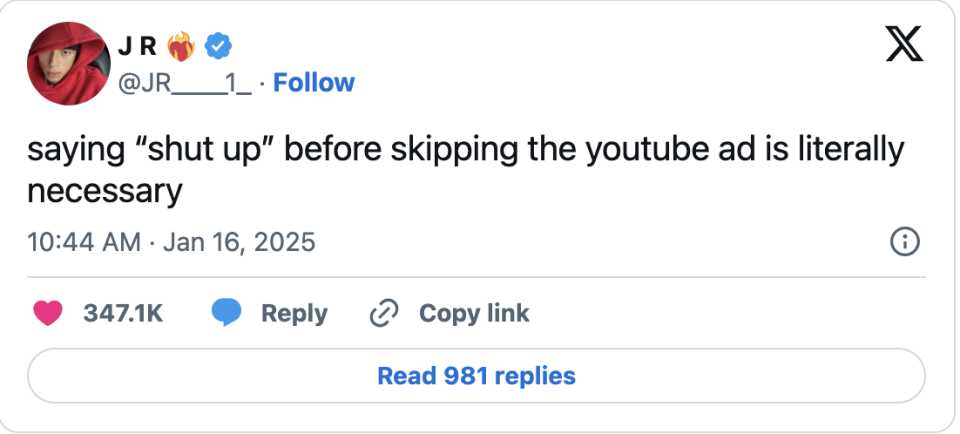 J R ❤️‍🔥
@JR____1_ · Follow
saying “shut up” before skipping the youtube ad is literally
necessary
10:44 AM · Jan 16, 2025
347.1K Reply Copy link
Read 981 replies